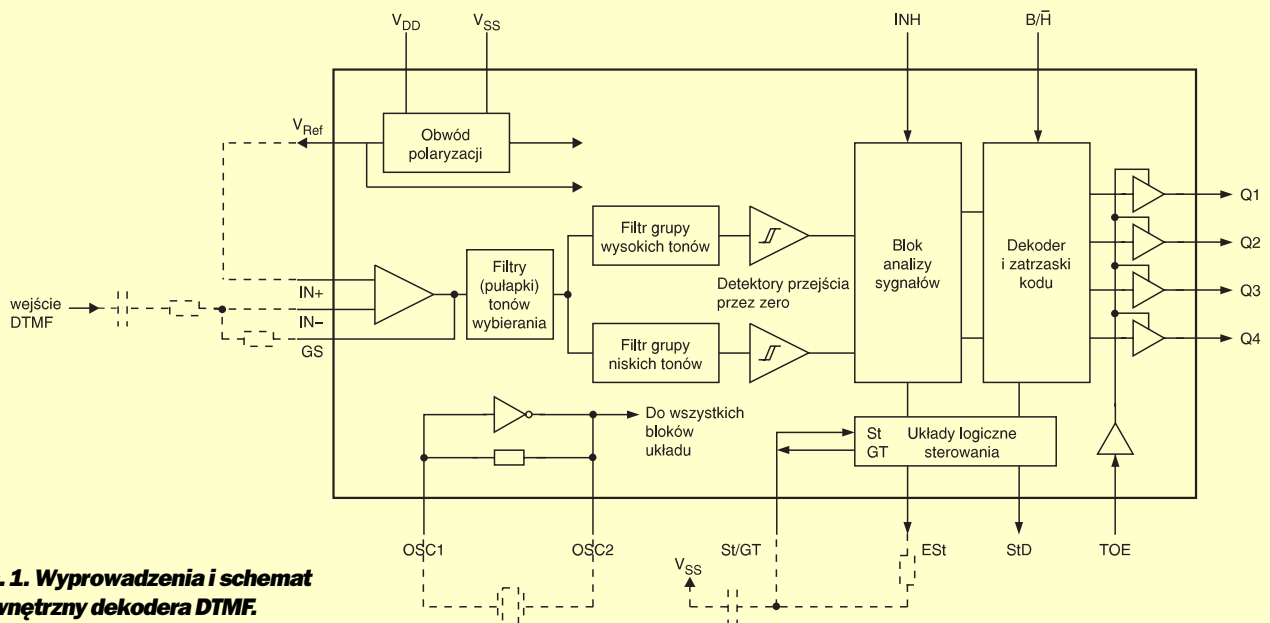 VDD
VSS
INH
B/H̅
VRef
Obwód
polaryzacji
Filtr grupy
wysokich tonów
Filtry
(pułapki)
tonów
wybierania
Detektory przejścia
przez zero
Filtr grupy
niskich tonów
Blok
analizy
sygnałów
Dekoder
i zatrzaski
kodu
Q1
Q2
Q3
Q4
wejście
DTMF
IN+
IN–
GS
Do wszystkich
bloków
układu
St
GT
Układy logiczne
sterowania
OSC1
OSC2
St/GT
ESt
StD
TOE
VSS
. 1. Wyprowadzenia i schemat
wnętrzny dekodera DTMF.